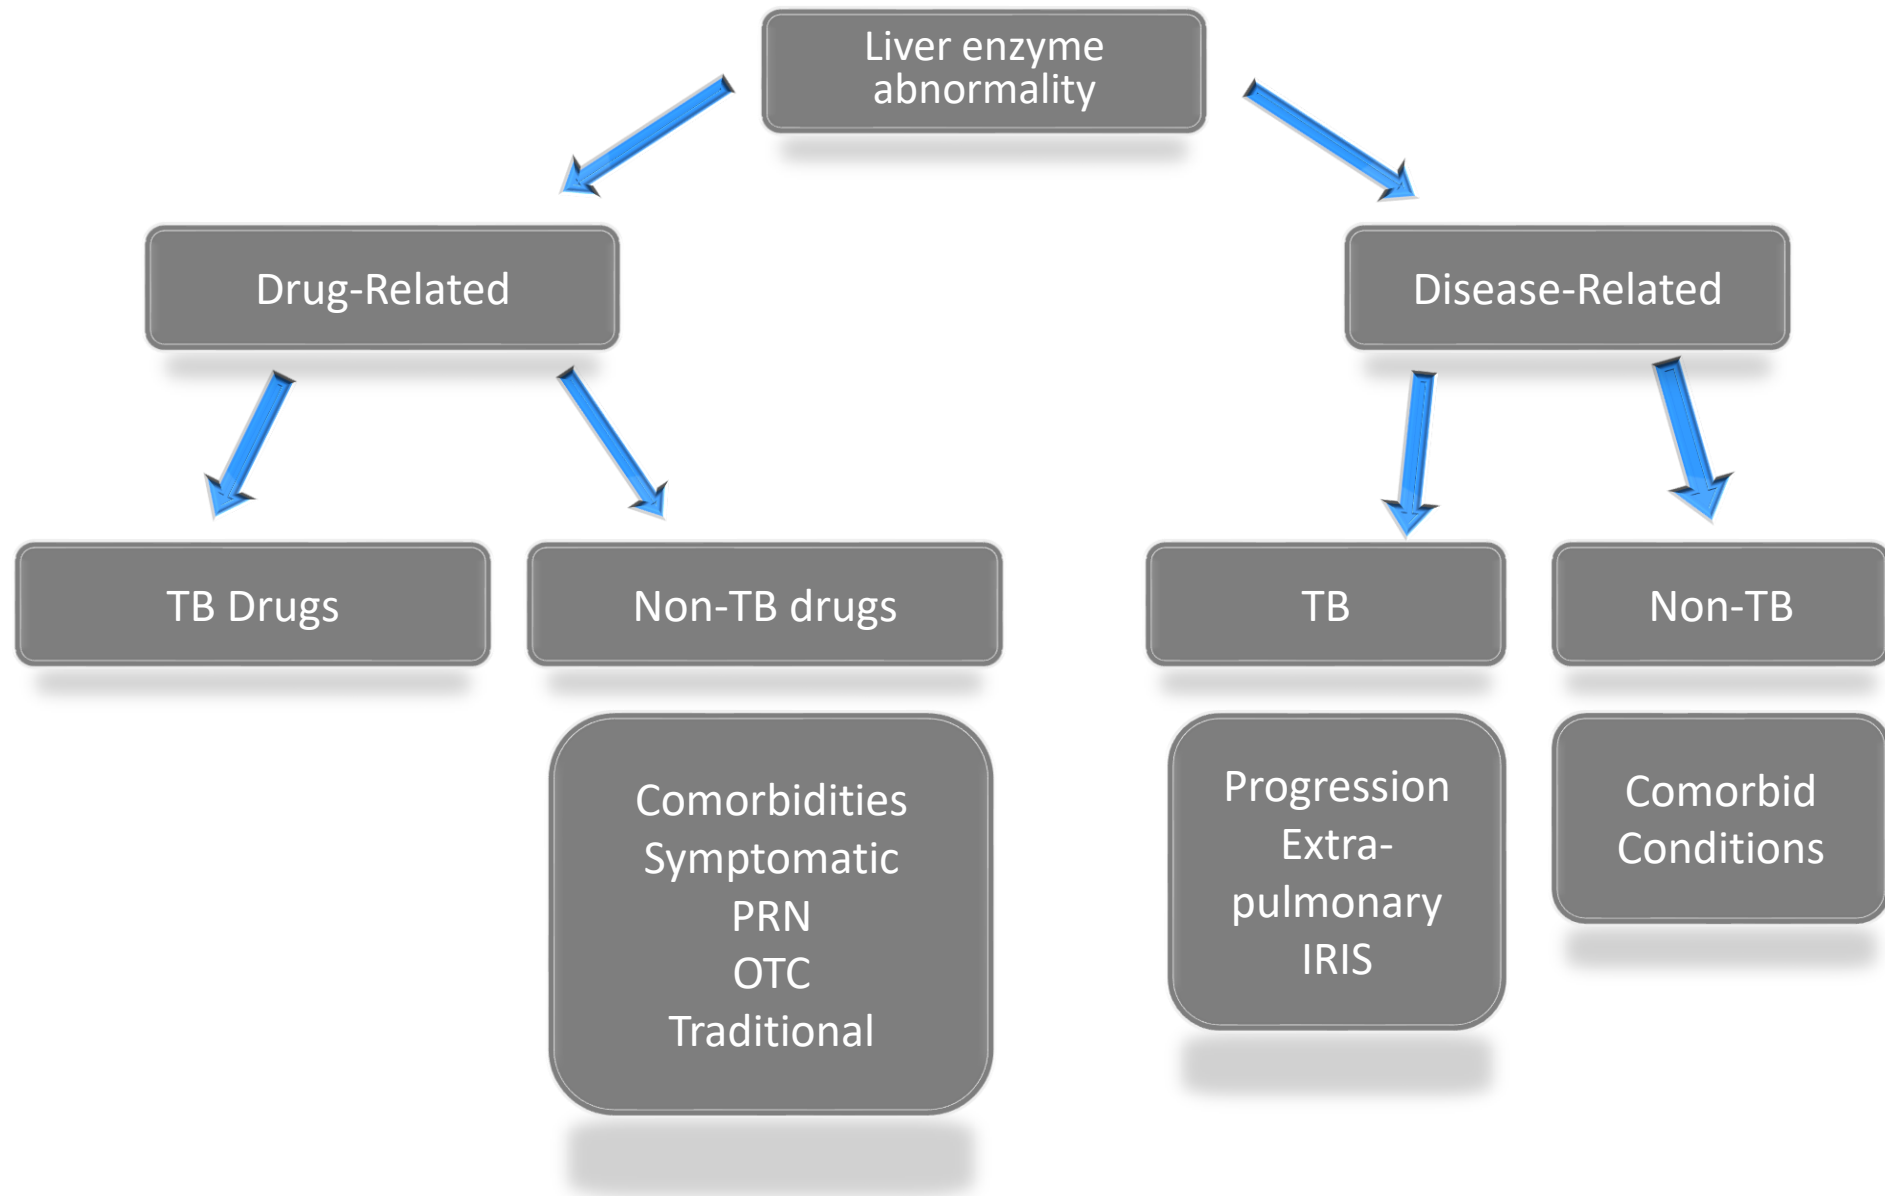 Liver enzyme
abnormality
Drug-Related
Disease-Related
TB Drugs
Non-TB drugs
TB
Non-TB
Comorbidities
Symptomatic
PRN
OTC
Traditional
Progression
Extra-
pulmonary
IRIS
Comorbid
Conditions